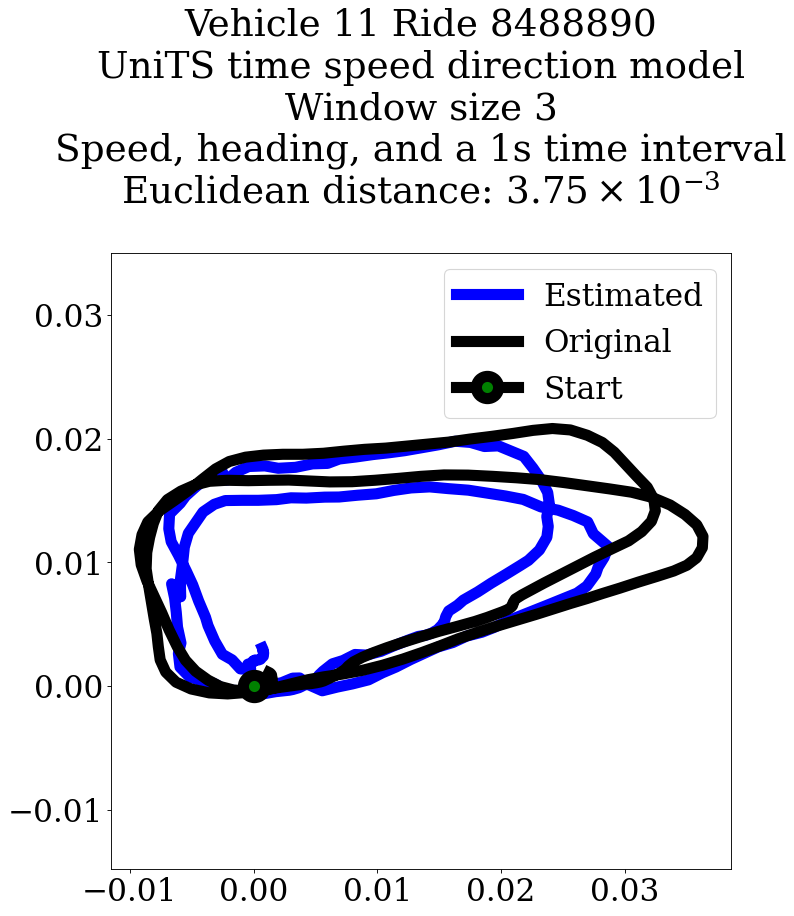 Vehicle 11 Ride 8488890
UniTS time speed direction model
Window size 3
Speed, heading, and a 1s time interval
Euclidean distance: 3.75 × 10⁻³
Estimated
Original
Start
0.03
0.02
0.01
0.00
−0.01
−0.01 0.00 0.01 0.02 0.03